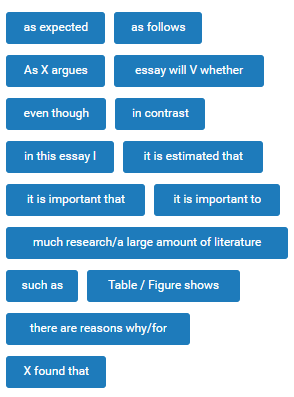 as expected as follows
As X argues essay will V whether
even though in contrast
in this essay I it is estimated that
it is important that it is important to
much research/a large amount of literature
such as Table / Figure shows
there are reasons why/for
X found that